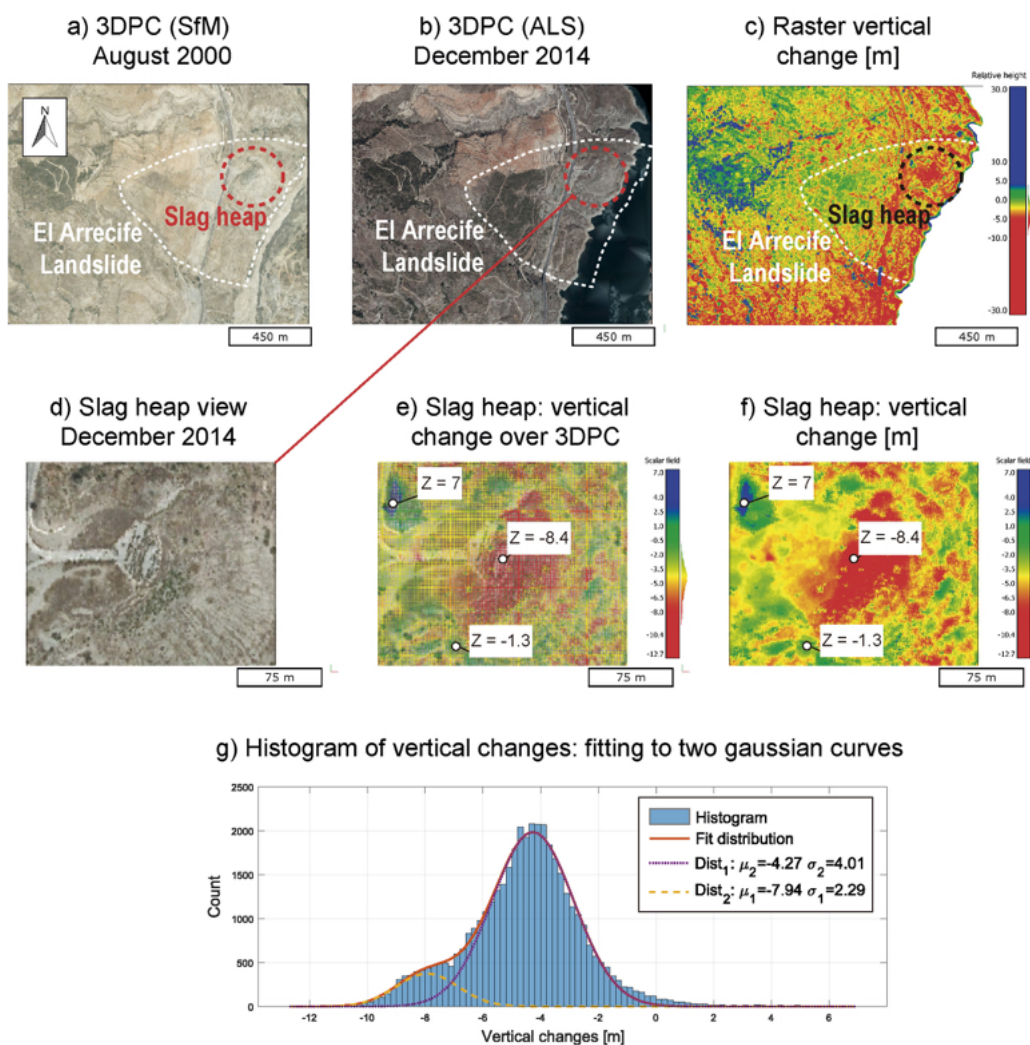 a) 3DPC (SfM)
August 2000
b) 3DPC (ALS)
December 2014
c) Raster vertical
change [m]
N
Slag heap
El Arrecife
Landslide
450 m
El Arrecife
Landslide
450 m
Relative height
30.0
10.0
5.0
0.0
-5.0
-10.0
-30.0
Slag heap
El Arrecife
Landslide
450 m
d) Slag heap view
December 2014
e) Slag heap: vertical
change over 3DPC
f) Slag heap: vertical
change [m]
75 m
Scalar field
7.0
4.0
2.5
1.0
-0.5
-2.0
-3.5
-5.0
-6.5
-8.0
-10.4
-12.7
Z = 7
Z = -8.4
Z = -1.3
75 m
Scalar field
7.0
4.0
2.5
1.0
-0.5
-2.0
-3.5
-5.0
-6.5
-8.0
-10.4
-12.7
Z = 7
Z = -8.4
Z = -1.3
75 m
g) Histogram of vertical changes: fitting to two gaussian curves
2500
2000
1500
1000
500
0
Count
Histogram
Fit distribution
Dist₁: μ₂=-4.27 σ₂=4.01
Dist₂: μ₁=-7.94 σ₁=2.29
-12 -10 -8 -6 -4 -2 0 2 4 6
Vertical changes [m]